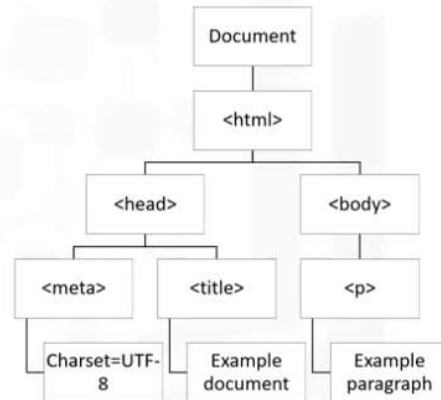 Document
<html>
<head>
<body>
<meta>
<title>
<p>
Charset=UTF-
8
Example
document
Example
paragraph